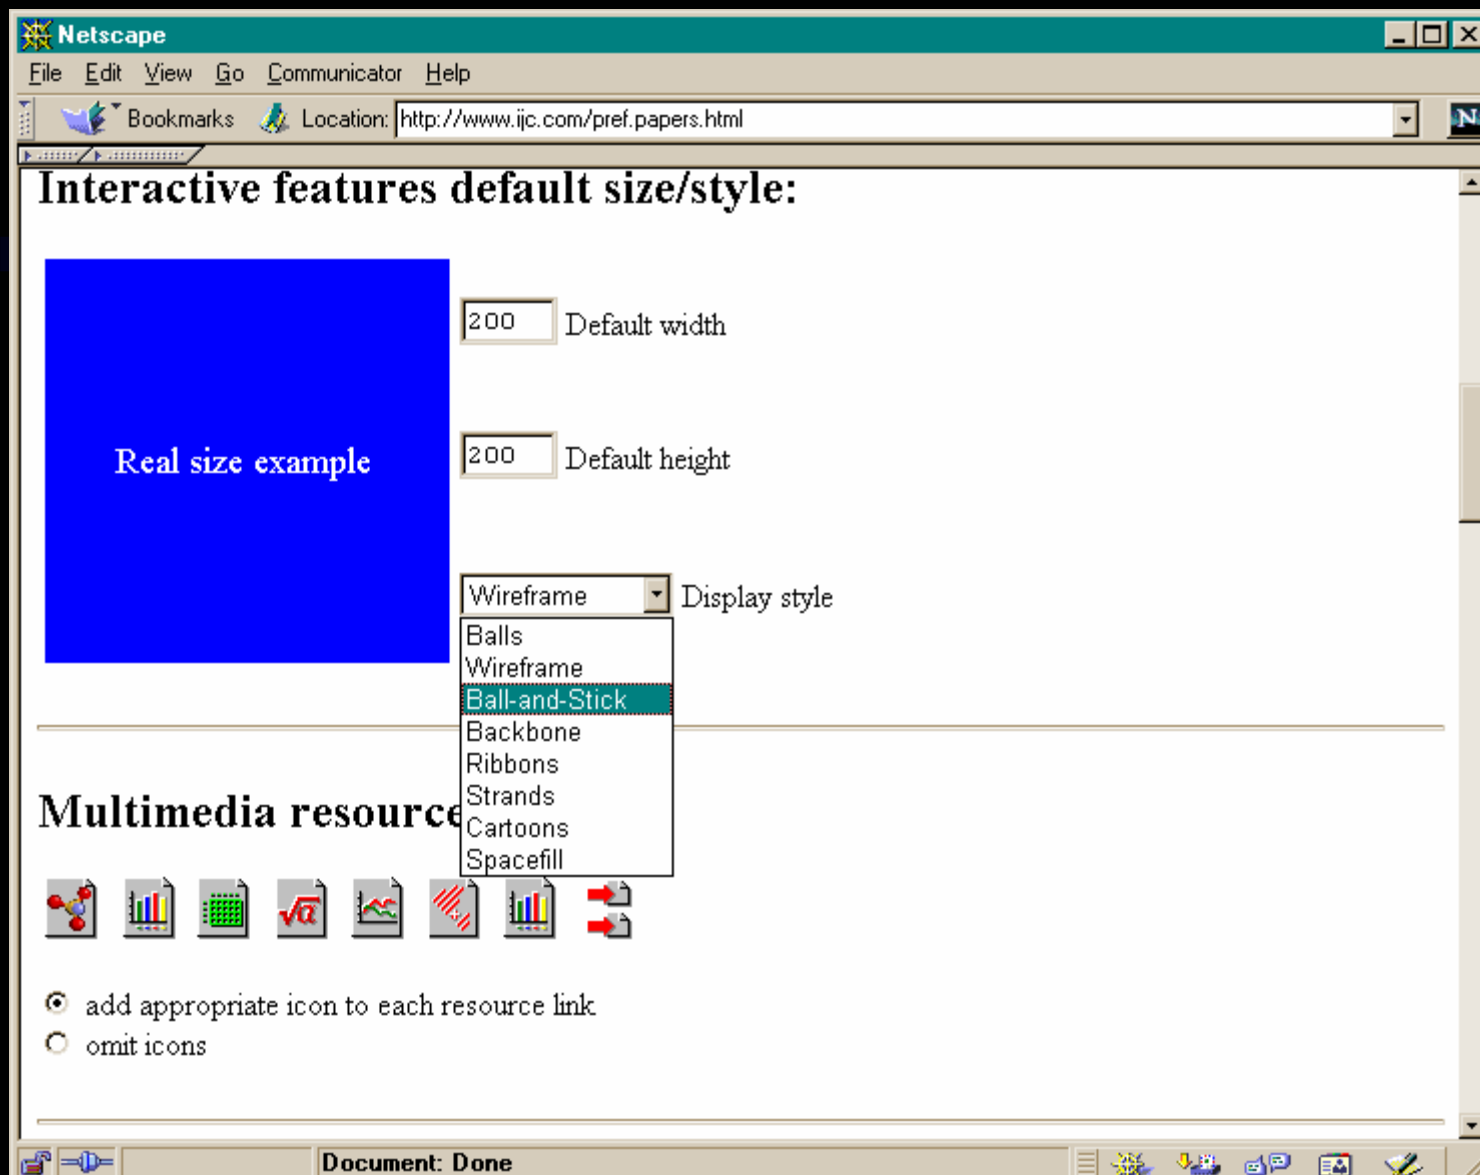 Netscape
File Edit View Go Communicator Help
Bookmarks Location: http://www.ijc.com/pref.papers.html
N
Interactive features default size/style:
200 Default width
Real size example
200 Default height
Wireframe Display style
Balls
Wireframe
Ball-and-Stick
Backbone
Ribbons
Strands
Cartoons
Spacefill
Multimedia resource
√α
add appropriate icon to each resource link
omit icons
Document: Done